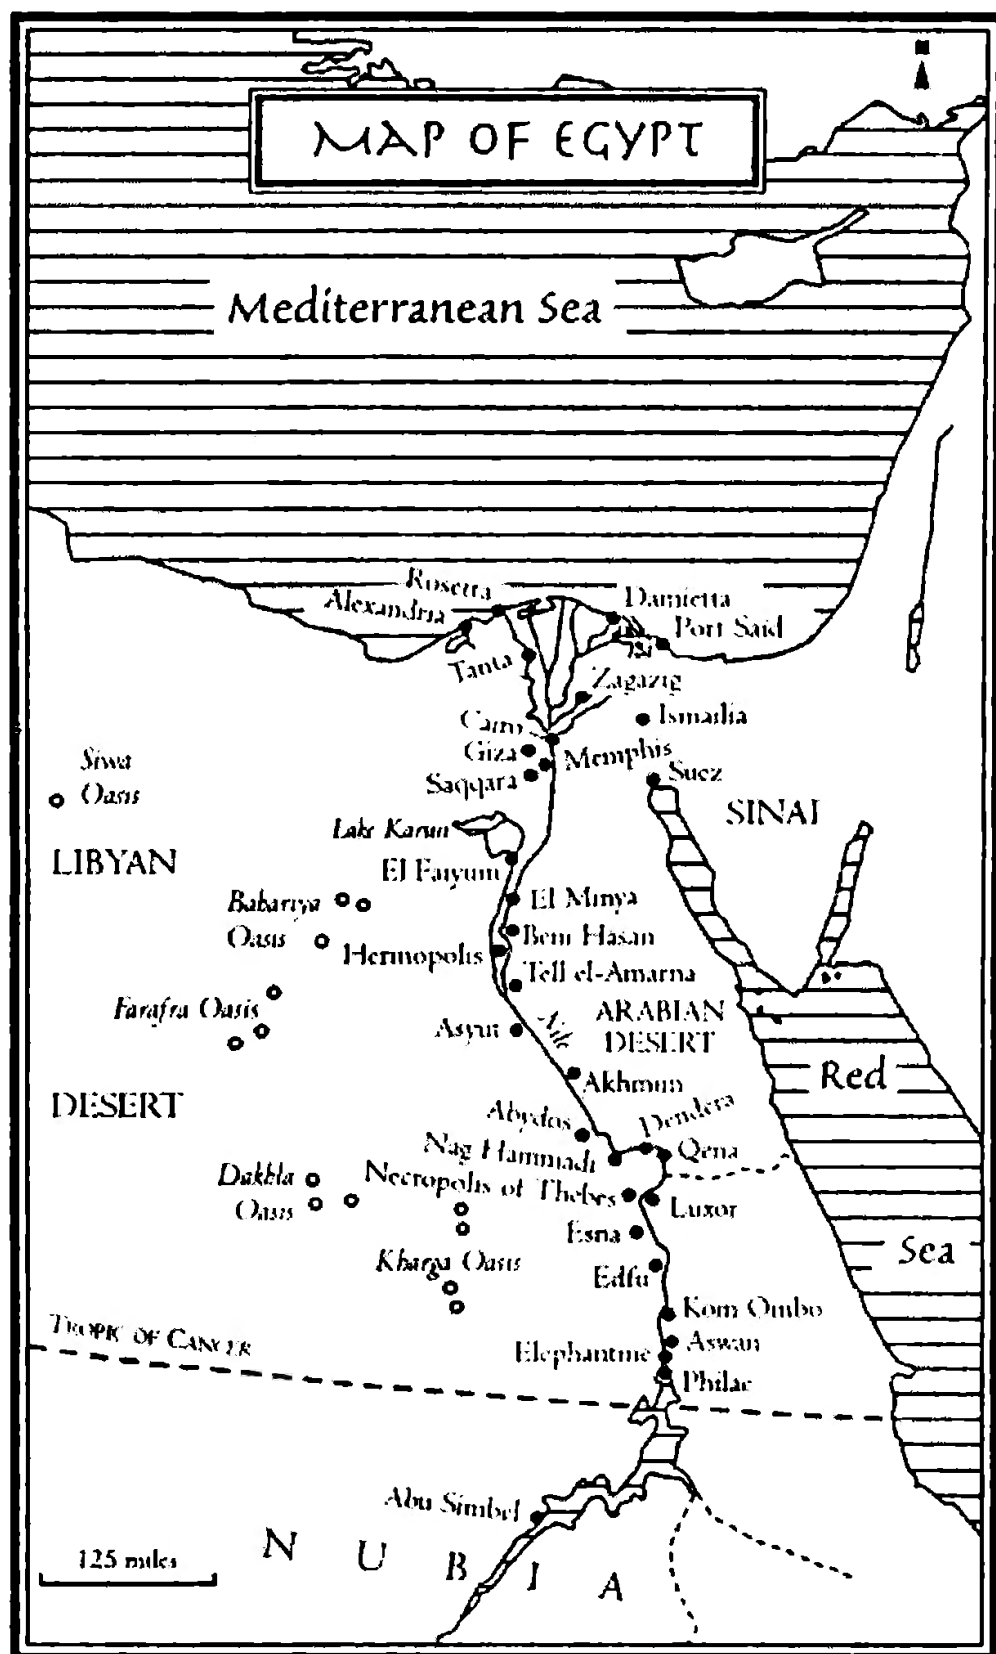 N
MAP OF EGYPT
Mediterranean Sea
Rosetta
Alexandria
Damietta
Port Said
Tanta
Zagazig
Ismailia
Cairo
Giza
Memphis
Saqqara
Suez
Siwa
Oasis
SINAI
Lake Karun
LIBYAN
El Faiyum
Bahariya
Oasis
El Minya
Beni Hasan
Hermopolis
Tell el-Amarna
Farafra Oasis
ARABIAN
DESERT
Asyut
Nile
Red
Akhmim
DESERT
Abydos
Dendera
Nag Hammadi
Qena
Dakhla
Oasis
Necropolis of Thebes
Luxor
Esna
Sea
Kharga Oasis
Edfu
Kom Ombo
TROPIC OF CANCER
Aswan
Elephantine
Philae
Abu Simbel
NUBIA
125 miles